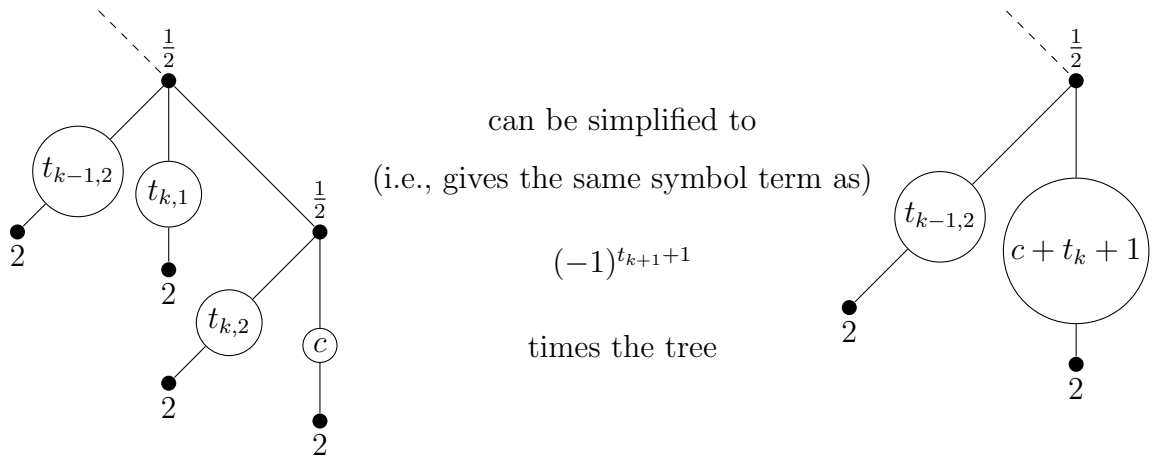 1/2
t_{k−1,2}
t_{k,1}
2
2
1/2
t_{k,2}
c
2
2
can be simplified to
(i.e., gives the same symbol term as)
(−1)^{t_{k+1}+1}
times the tree
1/2
t_{k−1,2}
c + t_k + 1
2
2